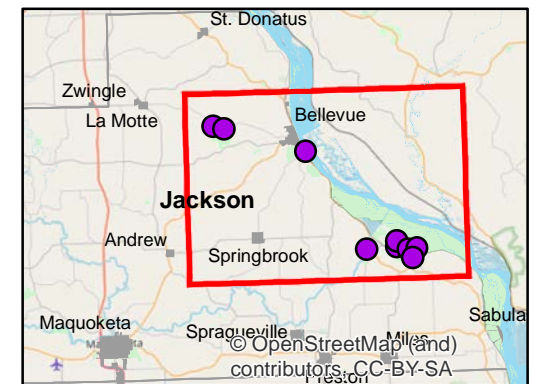 St. Donatus
Zwingle
La Motte
Bellevue
Jackson
Andrew
Springbrook
Sabula
Maquoketa
Spragueville
Miles
© OpenStreetMap (and)
contributors, CC-BY-SA
Preston